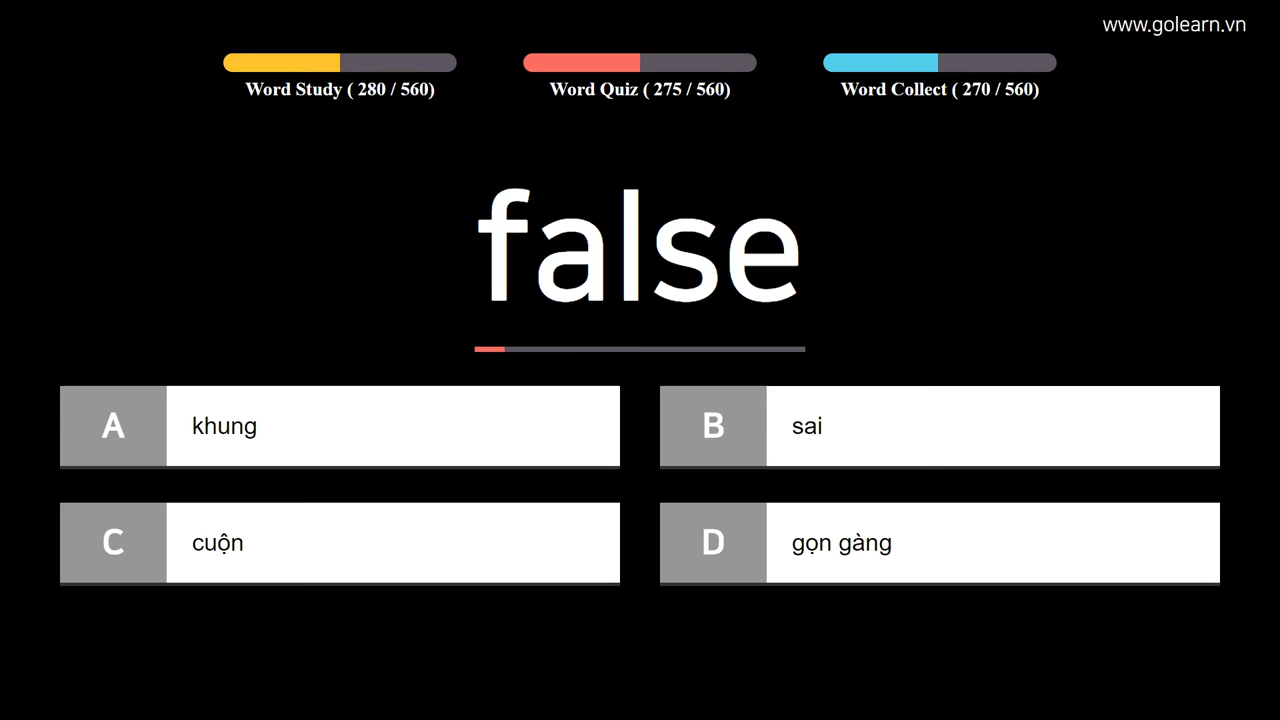 www.golearn.vn
Word Study ( 280 / 560)
Word Quiz ( 275 / 560)
Word Collect ( 270 / 560)
false
A khung
B sai
C cuộn
D gọn gàng